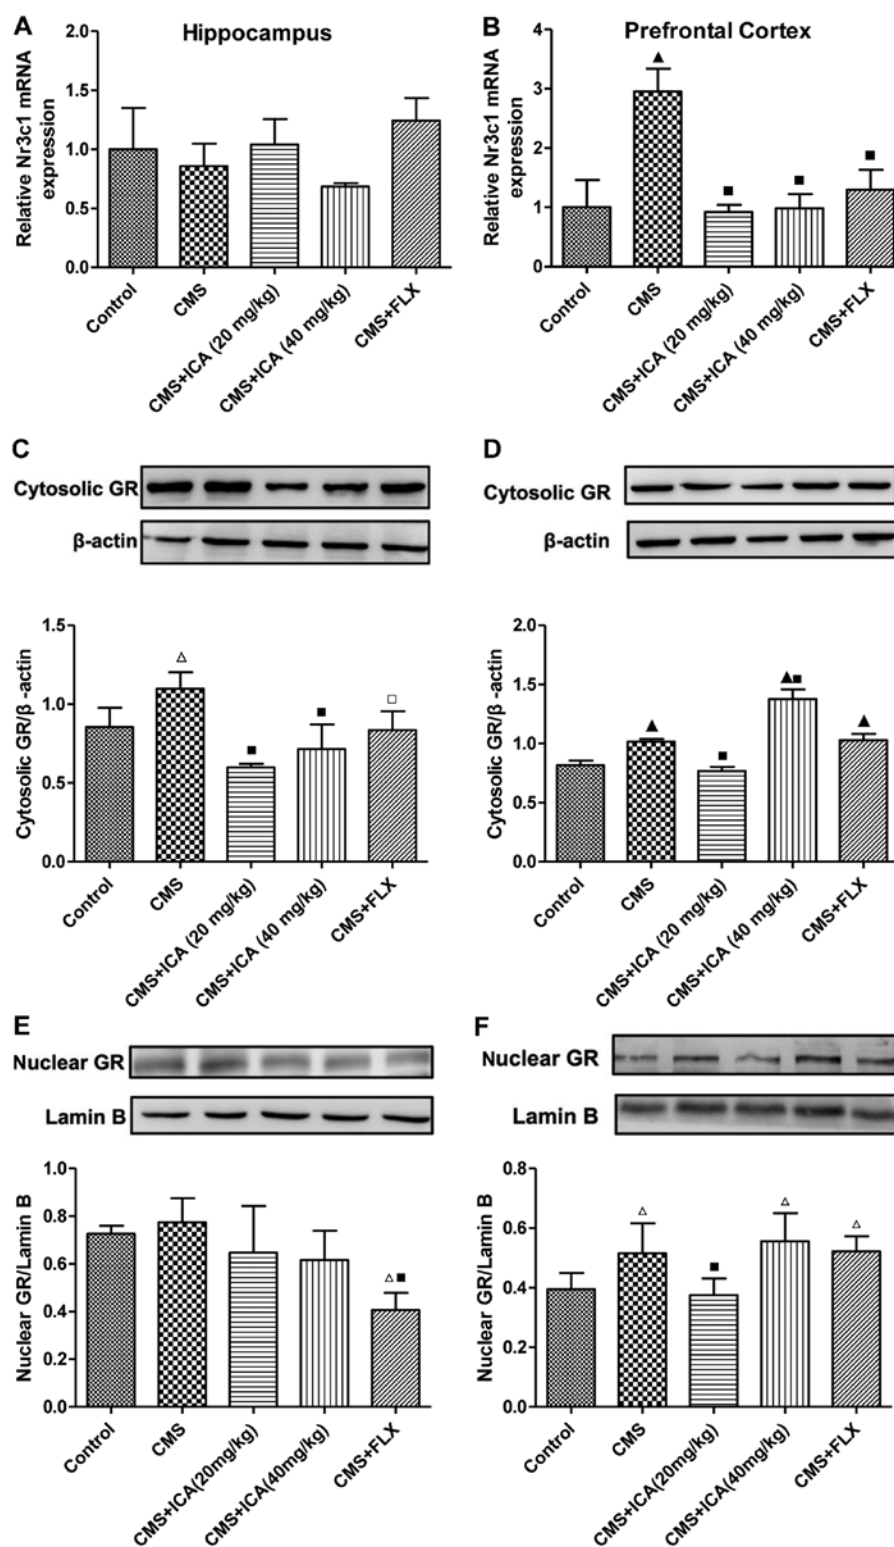 A
Hippocampus
Relative Nr3c1 mRNA
expression
2.0
1.5
1.0
0.5
0.0
Control
CMS
CMS+ICA (20 mg/kg)
CMS+ICA (40 mg/kg)
CMS+FLX
B
Prefrontal Cortex
Relative Nr3c1 mRNA
expression
4
3
2
1
0
▲
■
■
■
Control
CMS
CMS+ICA (20 mg/kg)
CMS+ICA (40 mg/kg)
CMS+FLX
C
Cytosolic GR
β-actin
Cytosolic GR/β -actin
1.5
1.0
0.5
0.0
△
■
■
□
Control
CMS
CMS+ICA (20 mg/kg)
CMS+ICA (40 mg/kg)
CMS+FLX
D
Cytosolic GR
β-actin
Cytosolic GR/β -actin
2.0
1.5
1.0
0.5
0.0
▲
■
▲■
▲
Control
CMS
CMS+ICA (20 mg/kg)
CMS+ICA (40 mg/kg)
CMS+FLX
E
Nuclear GR
Lamin B
Nuclear GR/Lamin B
1.0
0.8
0.6
0.4
0.2
0.0
△■
Control
CMS
CMS+ICA(20mg/kg)
CMS+ICA(40mg/kg)
CMS+FLX
F
Nuclear GR
Lamin B
Nuclear GR/Lamin B
0.8
0.6
0.4
0.2
0.0
△
■
△
△
Control
CMS
CMS+ICA(20mg/kg)
CMS+ICA(40mg/kg)
CMS+FLX